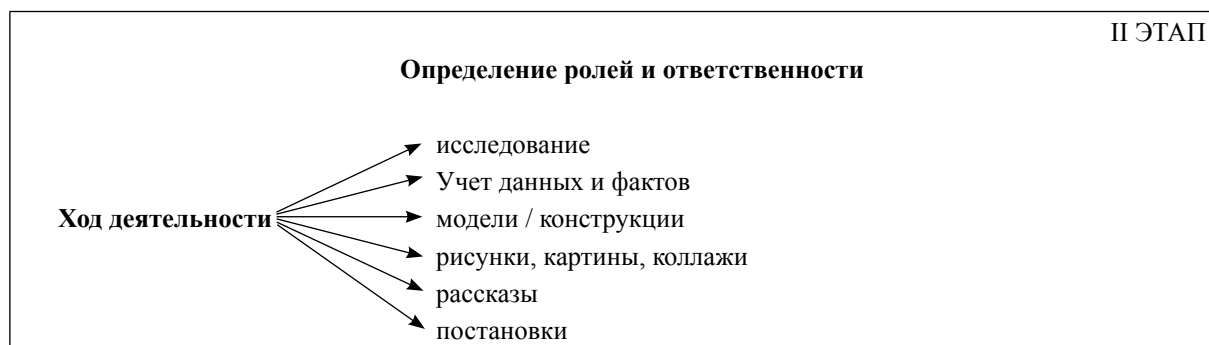 II ЭТАП
Определение ролей и ответственности
исследование
Учет данных и фактов
Ход деятельности
модели / конструкции
рисунки, картины, коллажи
рассказы
постановки